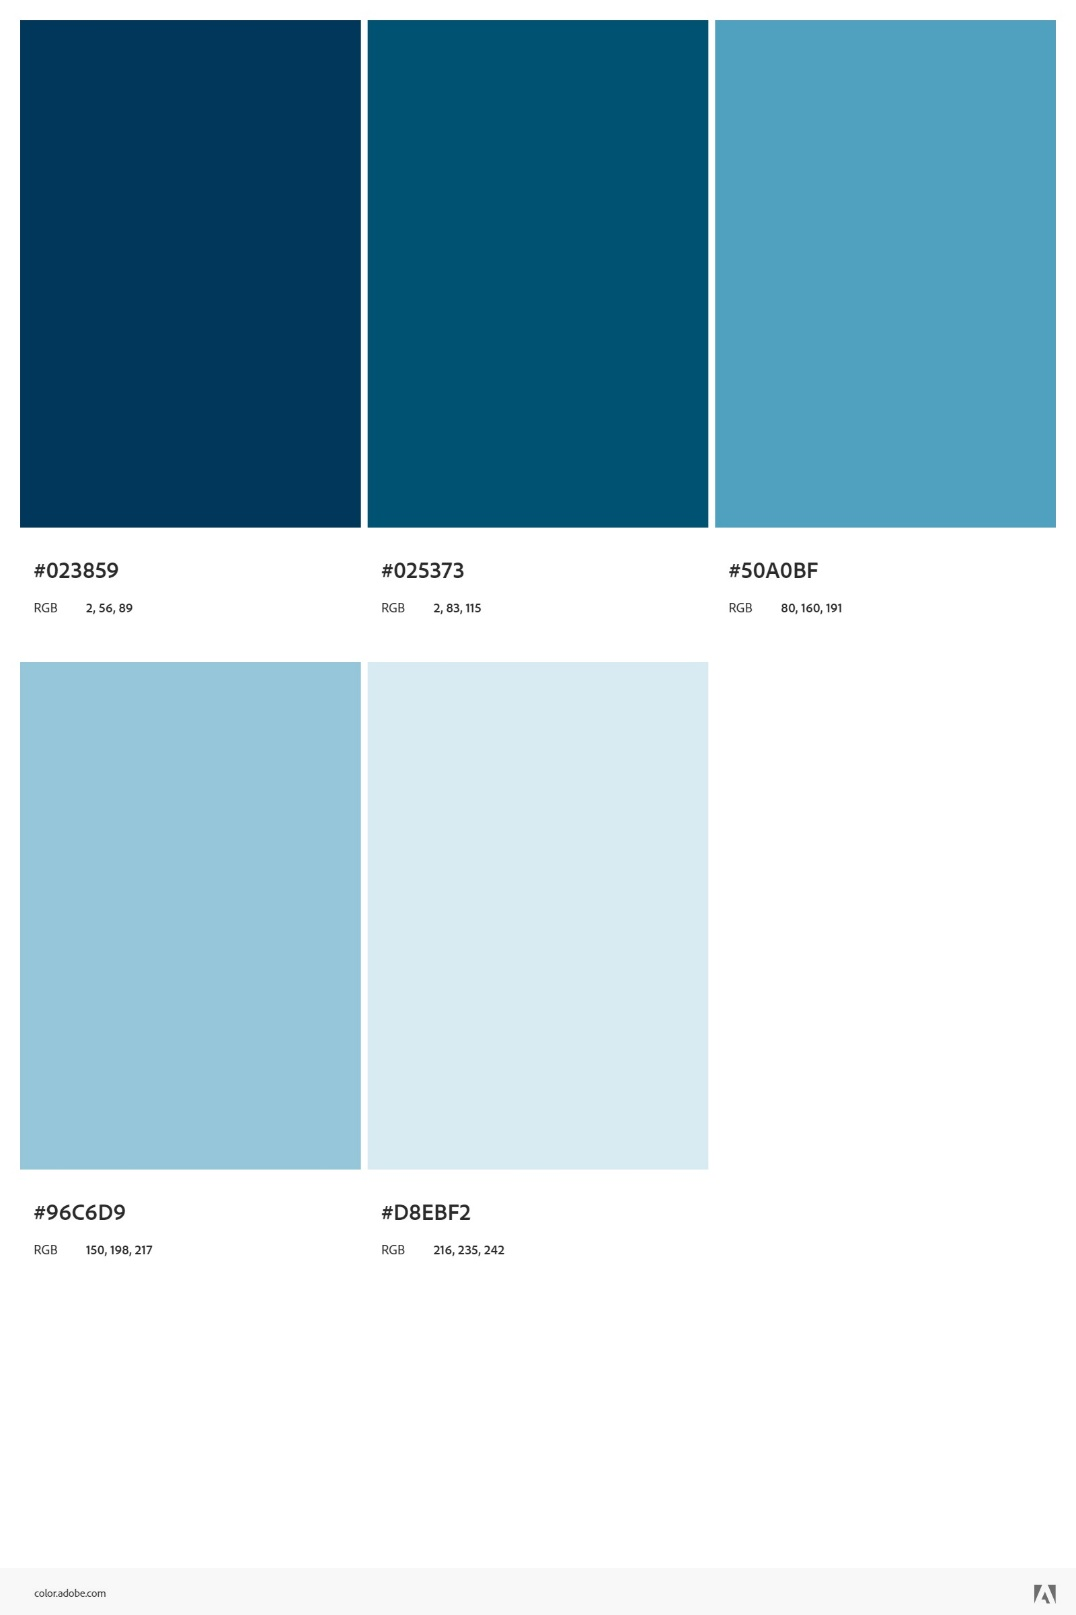 #023859
RGB 2, 56, 89
#025373
RGB 2, 83, 115
#50A0BF
RGB 80, 160, 191
#96C6D9
RGB 150, 198, 217
#D8EBF2
RGB 216, 235, 242
color.adobe.com